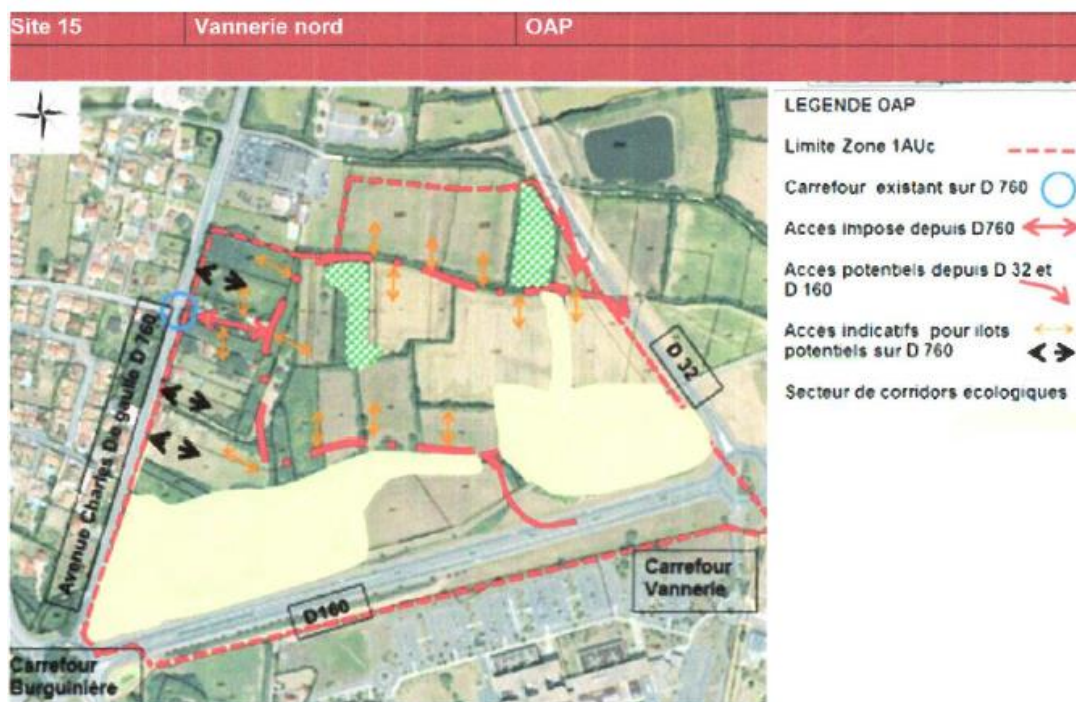 Site 15 Vannerie nord OAP
LEGENDE OAP
Limite Zone 1AUc
Carrefour existant sur D 760
Acces impose depuis D760
Acces potentiels depuis D 32 et
D 160
Acces indicatifs pour ilots
potentiels sur D 760
Secteur de corridors ecologiques
Avenue Charles De gaulle D 760
D 32
D160
Carrefour
Vannerie
Carrefour
Burguinière